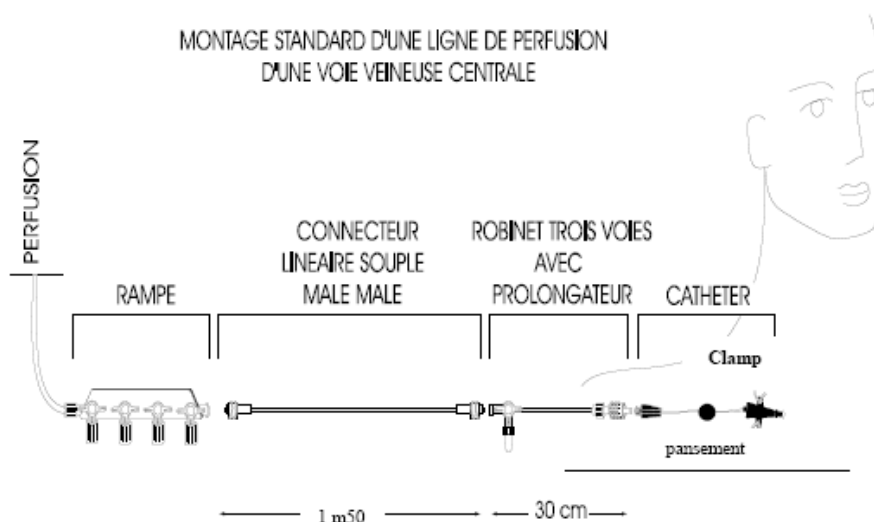 MONTAGE STANDARD D'UNE LIGNE DE PERFUSION
D'UNE VOIE VEINEUSE CENTRALE
PERFUSION
RAMPE
CONNECTEUR
LINEAIRE SOUPLE
MALE MALE
ROBINET TROIS VOIES
AVEC
PROLONGATEUR
CATHETER
Clamp
pansement
1 m50
30 cm